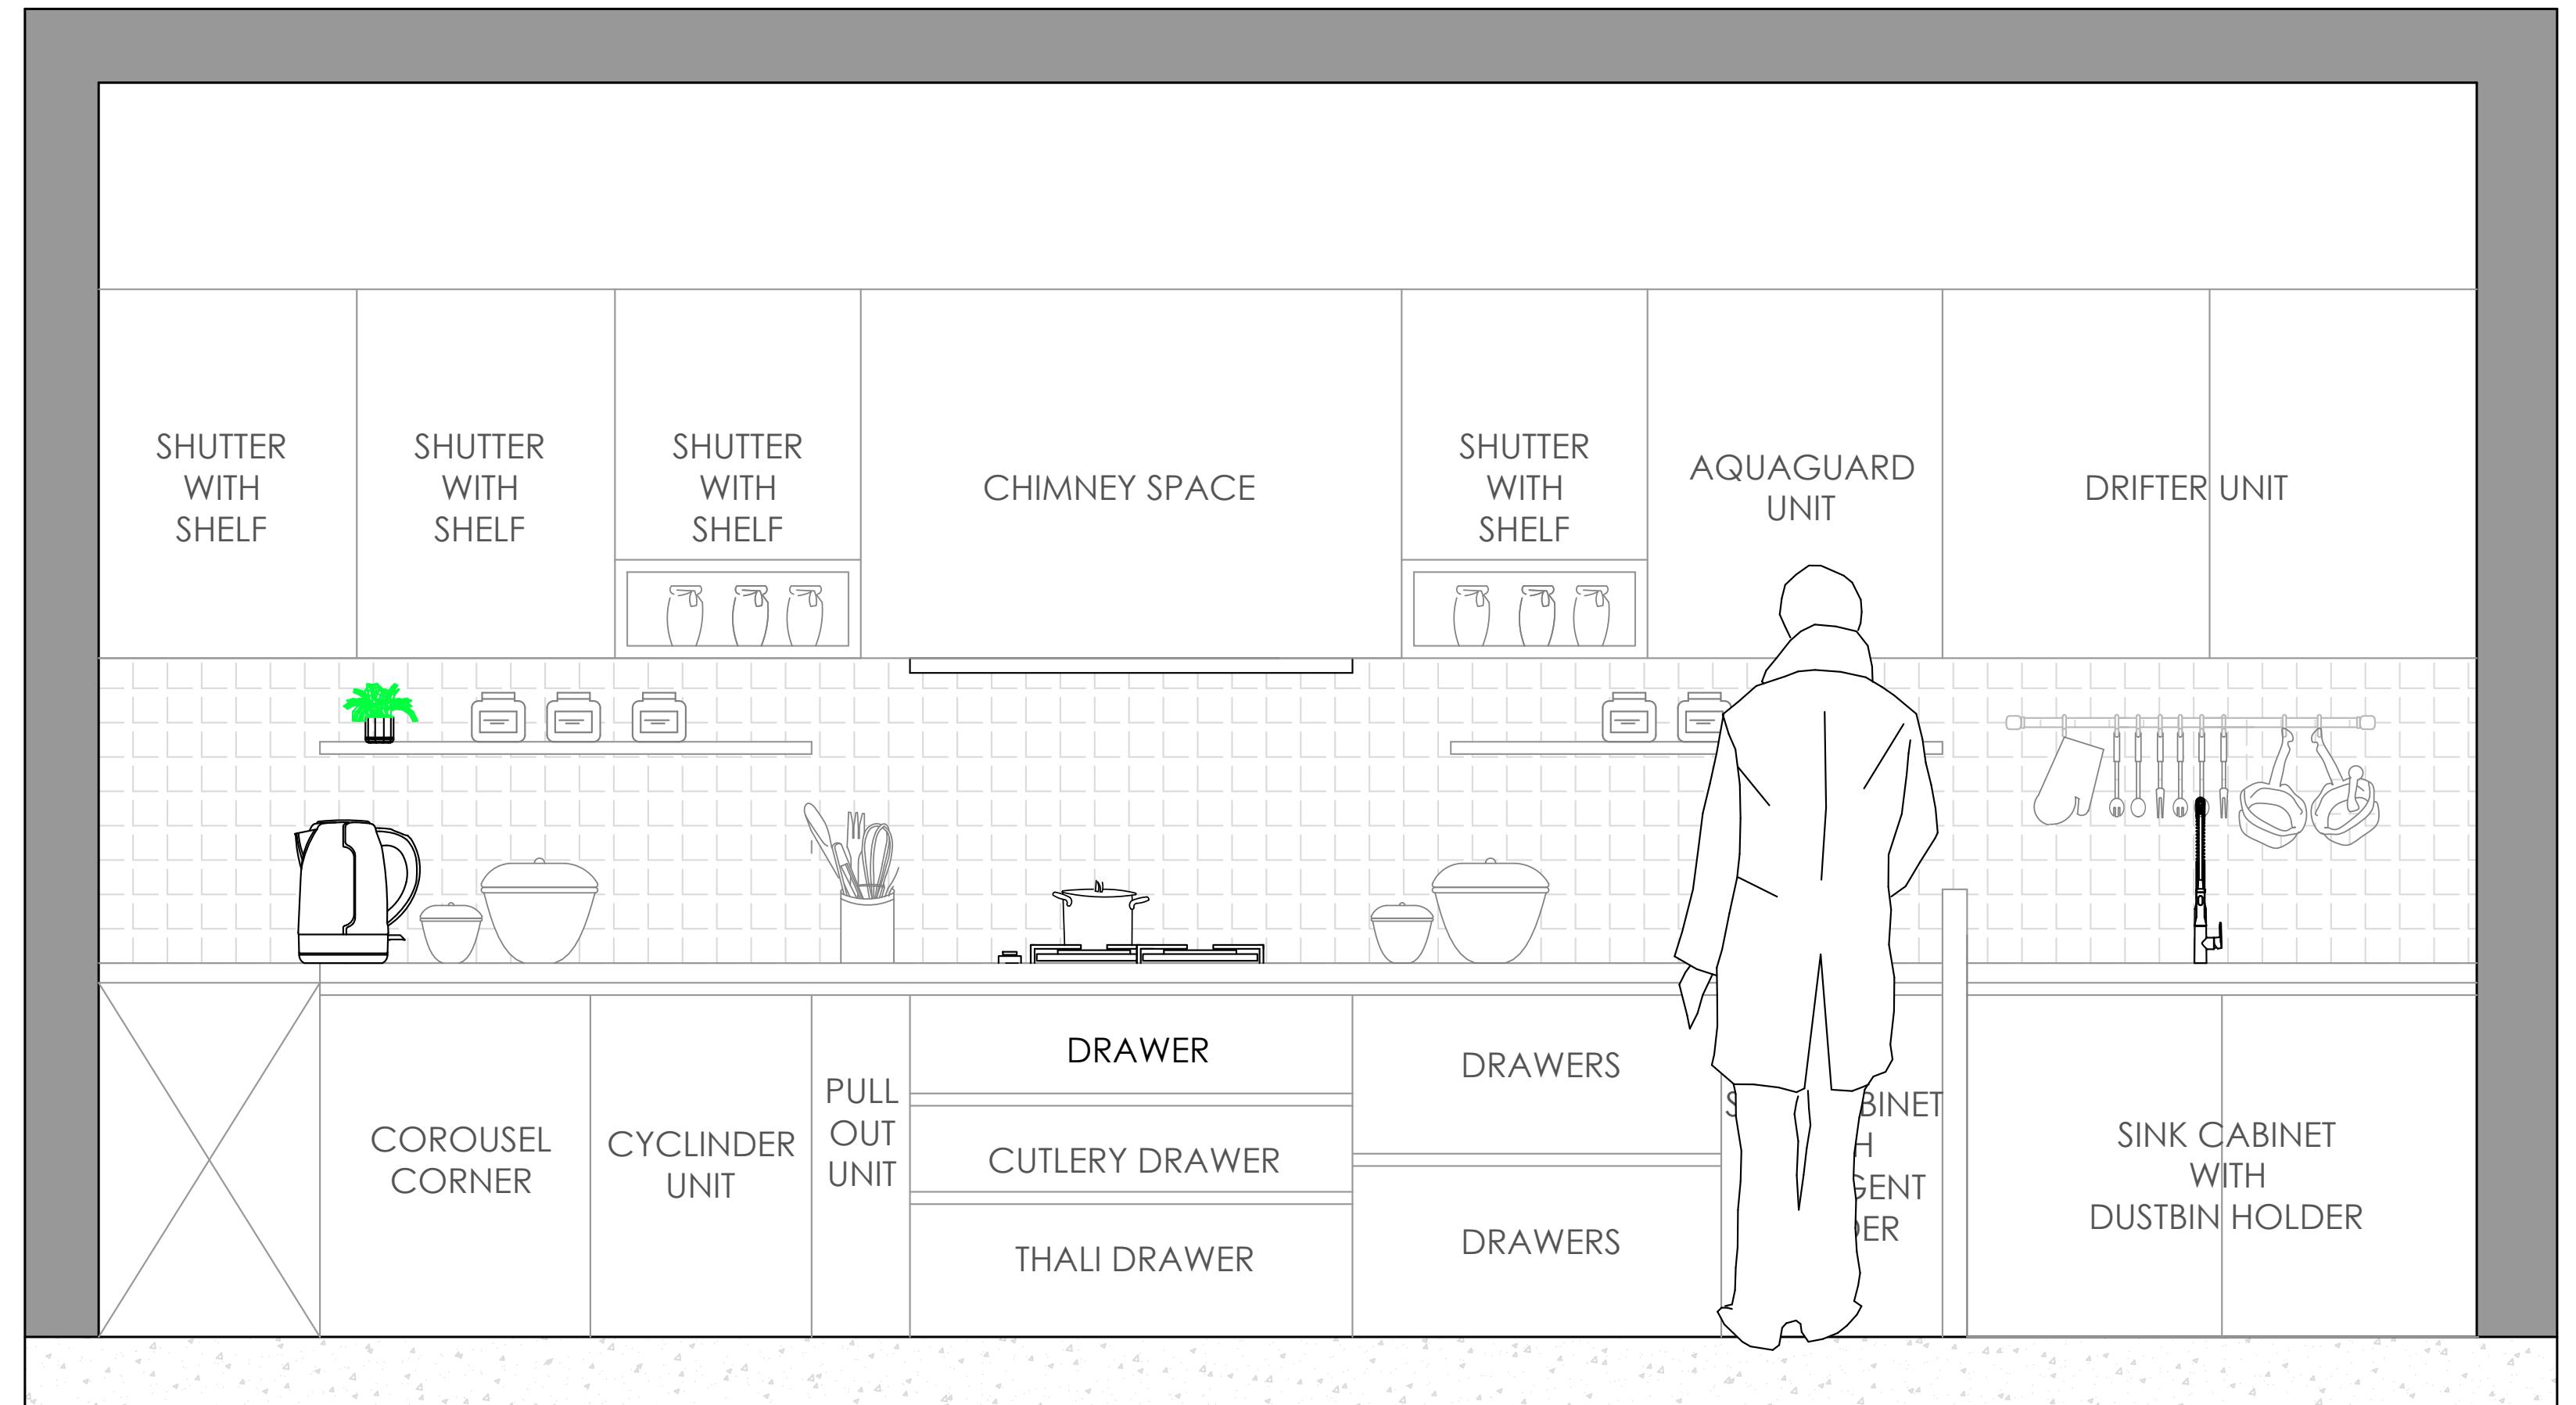 SHUTTER
WITH
SHELF
SHUTTER
WITH
SHELF
SHUTTER
WITH
SHELF
CHIMNEY SPACE
SHUTTER
WITH
SHELF
AQUAGUARD
UNIT
DRIFTER UNIT
COROUSEL
CORNER
CYCLINDER
UNIT
PULL
OUT
UNIT
DRAWER
CUTLERY DRAWER
THALI DRAWER
DRAWERS
DRAWERS
SINK CABINET
WITH
DUSTBIN HOLDER